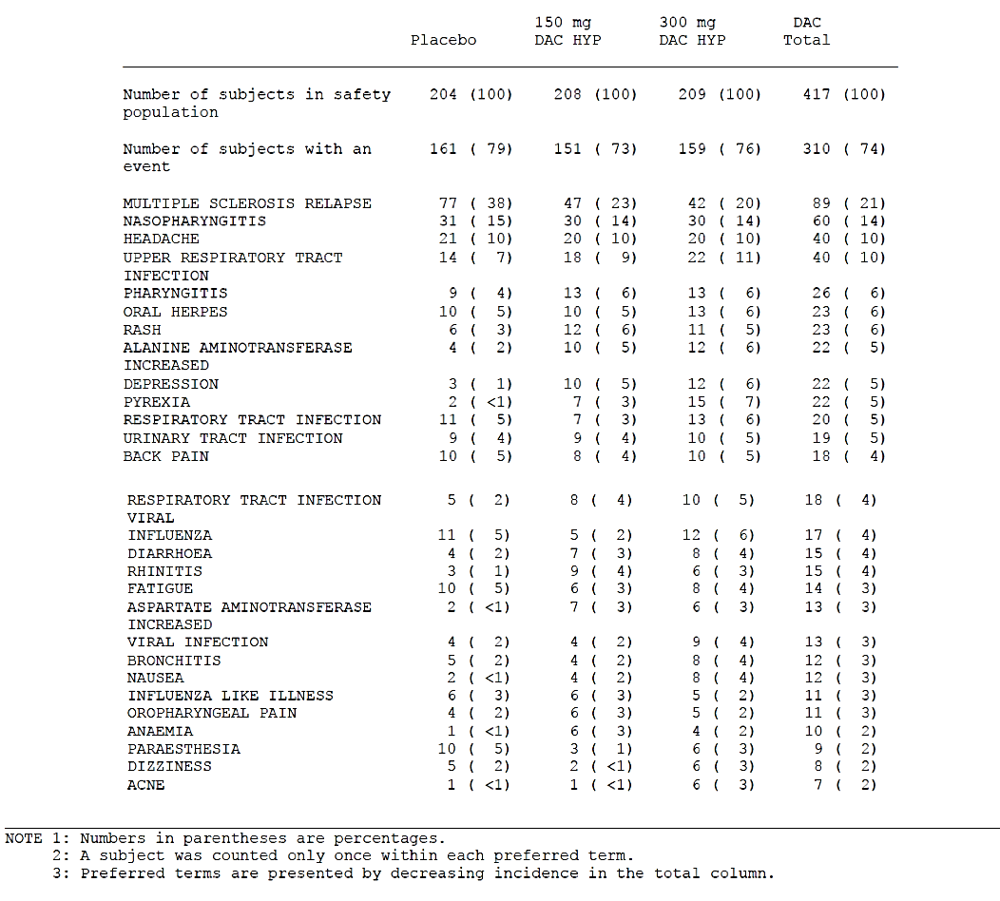 150 mg 300 mg DAC
Placebo DAC HYP DAC HYP Total
Number of subjects in safety 204 (100) 208 (100) 209 (100) 417 (100)
population
Number of subjects with an 161 ( 79) 151 ( 73) 159 ( 76) 310 ( 74)
event
MULTIPLE SCLEROSIS RELAPSE 77 ( 38) 47 ( 23) 42 ( 20) 89 ( 21)
NASOPHARYNGITIS 31 ( 15) 30 ( 14) 30 ( 14) 60 ( 14)
HEADACHE 21 ( 10) 20 ( 10) 20 ( 10) 40 ( 10)
UPPER RESPIRATORY TRACT 14 ( 7) 18 ( 9) 22 ( 11) 40 ( 10)
INFECTION
PHARYNGITIS 9 ( 4) 13 ( 6) 13 ( 6) 26 ( 6)
ORAL HERPES 10 ( 5) 10 ( 5) 13 ( 6) 23 ( 6)
RASH 6 ( 3) 12 ( 6) 11 ( 5) 23 ( 6)
ALANINE AMINOTRANSFERASE 4 ( 2) 10 ( 5) 12 ( 6) 22 ( 5)
INCREASED
DEPRESSION 3 ( 1) 10 ( 5) 12 ( 6) 22 ( 5)
PYREXIA 2 ( <1) 7 ( 3) 15 ( 7) 22 ( 5)
RESPIRATORY TRACT INFECTION 11 ( 5) 7 ( 3) 13 ( 6) 20 ( 5)
URINARY TRACT INFECTION 9 ( 4) 9 ( 4) 10 ( 5) 19 ( 5)
BACK PAIN 10 ( 5) 8 ( 4) 10 ( 5) 18 ( 4)
RESPIRATORY TRACT INFECTION 5 ( 2) 8 ( 4) 10 ( 5) 18 ( 4)
VIRAL
INFLUENZA 11 ( 5) 5 ( 2) 12 ( 6) 17 ( 4)
DIARRHOEA 4 ( 2) 7 ( 3) 8 ( 4) 15 ( 4)
RHINITIS 3 ( 1) 9 ( 4) 6 ( 3) 15 ( 4)
FATIGUE 10 ( 5) 6 ( 3) 8 ( 4) 14 ( 3)
ASPARTATE AMINOTRANSFERASE 2 ( <1) 7 ( 3) 6 ( 3) 13 ( 3)
INCREASED
VIRAL INFECTION 4 ( 2) 4 ( 2) 9 ( 4) 13 ( 3)
BRONCHITIS 5 ( 2) 4 ( 2) 8 ( 4) 12 ( 3)
NAUSEA 2 ( <1) 4 ( 2) 8 ( 4) 12 ( 3)
INFLUENZA LIKE ILLNESS 6 ( 3) 6 ( 3) 5 ( 2) 11 ( 3)
OROPHARYNGEAL PAIN 4 ( 2) 6 ( 3) 5 ( 2) 11 ( 3)
ANAEMIA 1 ( <1) 6 ( 3) 4 ( 2) 10 ( 2)
PARAESTHESIA 10 ( 5) 3 ( 1) 6 ( 3) 9 ( 2)
DIZZINESS 5 ( 2) 2 ( <1) 6 ( 3) 8 ( 2)
ACNE 1 ( <1) 1 ( <1) 6 ( 3) 7 ( 2)
NOTE 1: Numbers in parentheses are percentages.
2: A subject was counted only once within each preferred term.
3: Preferred terms are presented by decreasing incidence in the total column.